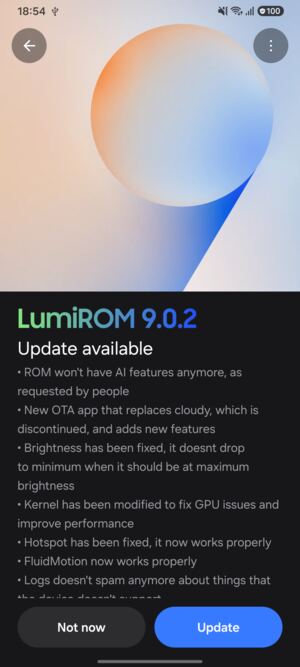 18:54 100
LumiROM 9.0.2
Update available
• ROM won't have AI features anymore, as
requested by people
• New OTA app that replaces cloudy, which is
discontinued, and adds new features
• Brightness has been fixed, it doesnt drop
to minimum when it should be at maximum
brightness
• Kernel has been modified to fix GPU issues and
improve performance
• Hotspot has been fixed, it now works properly
• FluidMotion now works properly
• Logs doesn't spam anymore about things that
the device doesn't support
Not now Update